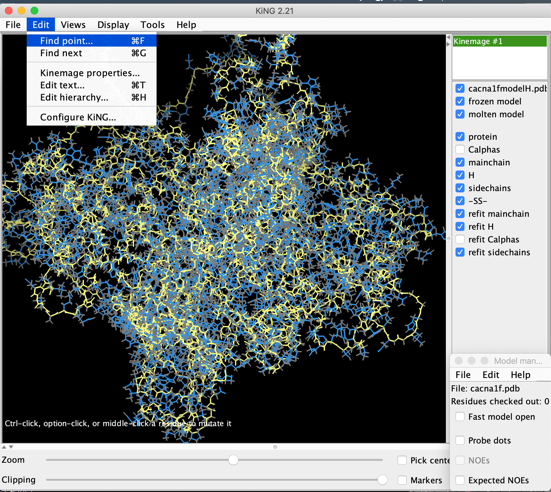 KiNG 2.21
File Edit Views Display Tools Help
Find point... ⌘F
Find next ⌘G
Kinemage properties...
Edit text... ⌘T
Edit hierarchy... ⌘H
Configure KiNG...
Kinemage #1
cacna1fmodelH.pdb
frozen model
molten model
protein
Calphas
mainchain
H
sidechains
-SS-
refit mainchain
refit H
refit Calphas
refit sidechains
Model man...
File Edit Help
File: cacna1f.pdb
Residues checked out: 0
Fast model open
Probe dots
NOEs
Expected NOEs
Ctrl-click, option-click, or middle-click a residue to mutate it
Zoom
Pick cente
Clipping
Markers